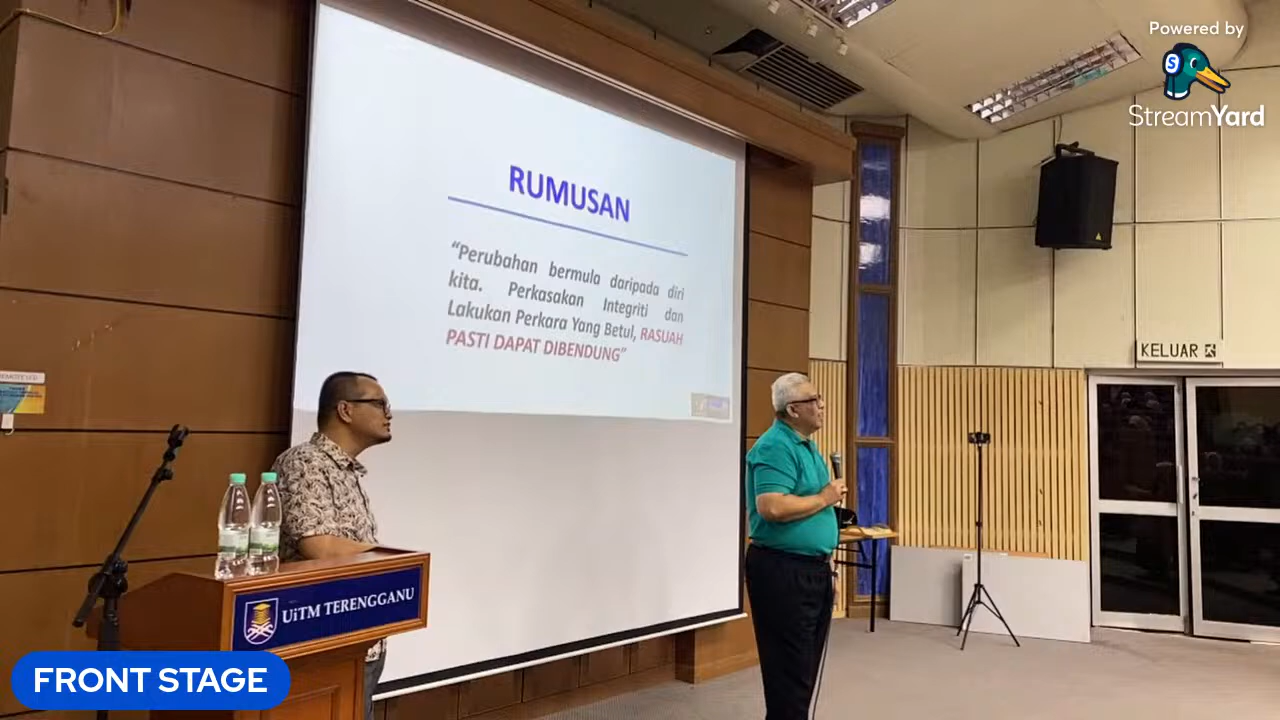 Powered by
StreamYard
RUMUSAN
“Perubahan bermula daripada diri
kita. Perkasakan Integriti dan
Lakukan Perkara Yang Betul, RASUAH
PASTI DAPAT DIBENDUNG”
KELUAR
UiTM TERENGGANU
FRONT STAGE